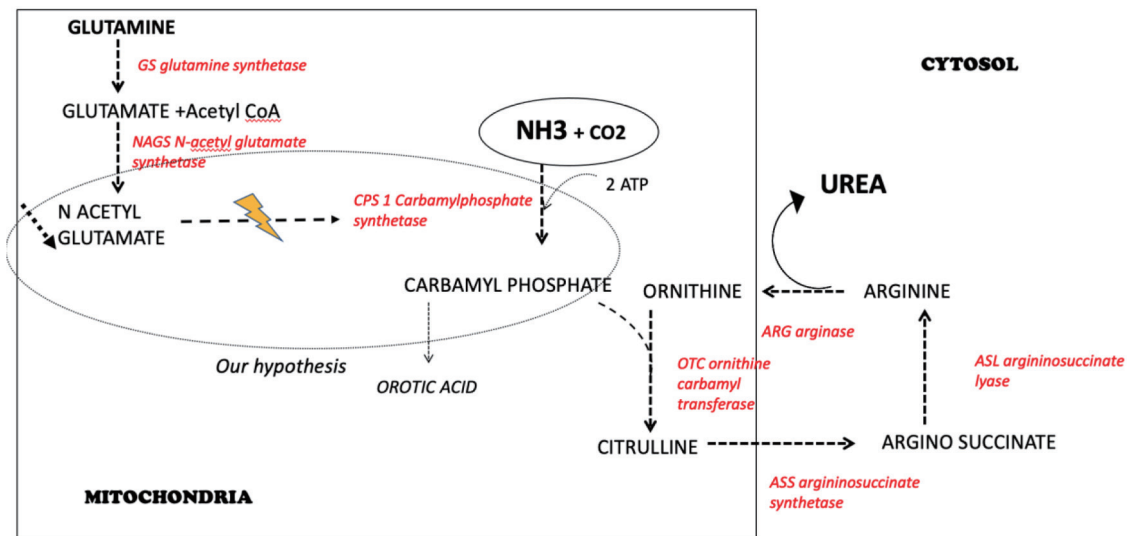 GLUTAMINE
GS glutamine synthetase
CYTOSOL
GLUTAMATE +Acetyl CoA
NH3 + CO2
NAGS N-acetyl glutamate
synthetase
2 ATP
UREA
CPS 1 Carbamylphosphate
synthetase
N ACETYL
GLUTAMATE
CARBAMYL PHOSPHATE
ORNITHINE
ARGININE
ARG arginase
Our hypothesis
OROTIC ACID
OTC ornithine
carbamyl
transferase
ASL argininosuccinate
lyase
CITRULLINE
ARGINO SUCCINATE
ASS argininosuccinate
synthetase
MITOCHONDRIA